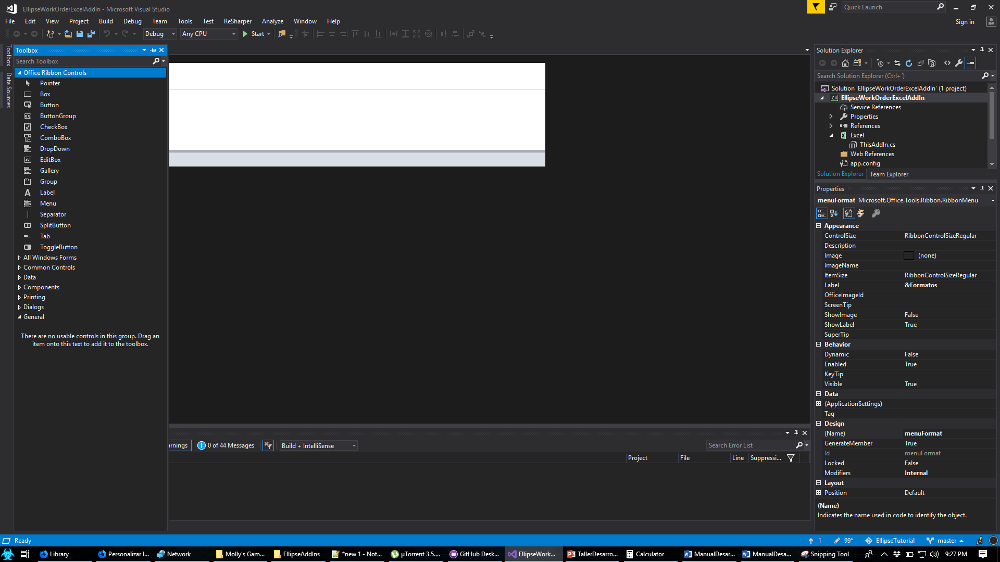 EllipseWorkOrderExcelAddIn - Microsoft Visual Studio
Quick Launch
File Edit View Project Build Debug Team Tools Test ReSharper Analyze Window Help
Sign in
Debug Any CPU Start
Toolbox
Data Sources
Toolbox
Search Toolbox
Office Ribbon Controls
Pointer
Box
Button
ButtonGroup
CheckBox
ComboBox
DropDown
EditBox
Gallery
Group
Label
Menu
Separator
SplitButton
Tab
ToggleButton
All Windows Forms
Common Controls
Data
Components
Printing
Dialogs
General
There are no usable controls in this group. Drag an
item onto this text to add it to the toolbox.
rnings 0 of 44 Messages Build + IntelliSense Search Error List
Project File Line Suppressi...
Solution Explorer
Search Solution Explorer (Ctrl+´)
Solution 'EllipseWorkOrderExcelAddIn' (1 project)
C# EllipseWorkOrderExcelAddIn
Service References
Properties
References
Excel
ThisAddIn.cs
Web References
app.config
Solution Explorer Team Explorer
Properties
menuFormat Microsoft.Office.Tools.Ribbon.RibbonMenu
Appearance
ControlSize RibbonControlSizeRegular
Description
Image (none)
ImageName
ItemSize RibbonControlSizeRegular
Label &Formatos
OfficeImageId
ScreenTip
ShowImage False
ShowLabel True
SuperTip
Behavior
Dynamic False
Enabled True
KeyTip
Visible True
Data
(ApplicationSettings)
Tag
Design
(Name) menuFormat
GenerateMember True
Id menuFormat
Locked False
Modifiers Internal
Layout
Position Default
(Name)
Indicates the name used in code to identify the object.
Ready 1 99* EllipseTutorial master
Library Personalizar l... Network Molly's Gam... EllipseAddIns *new 1 - Not... µTorrent 3.5.... GitHub Desk... EllipseWork... TallerDesarro... Calculator ManualDesar... ManualDesa... Snipping Tool 9:27 PM